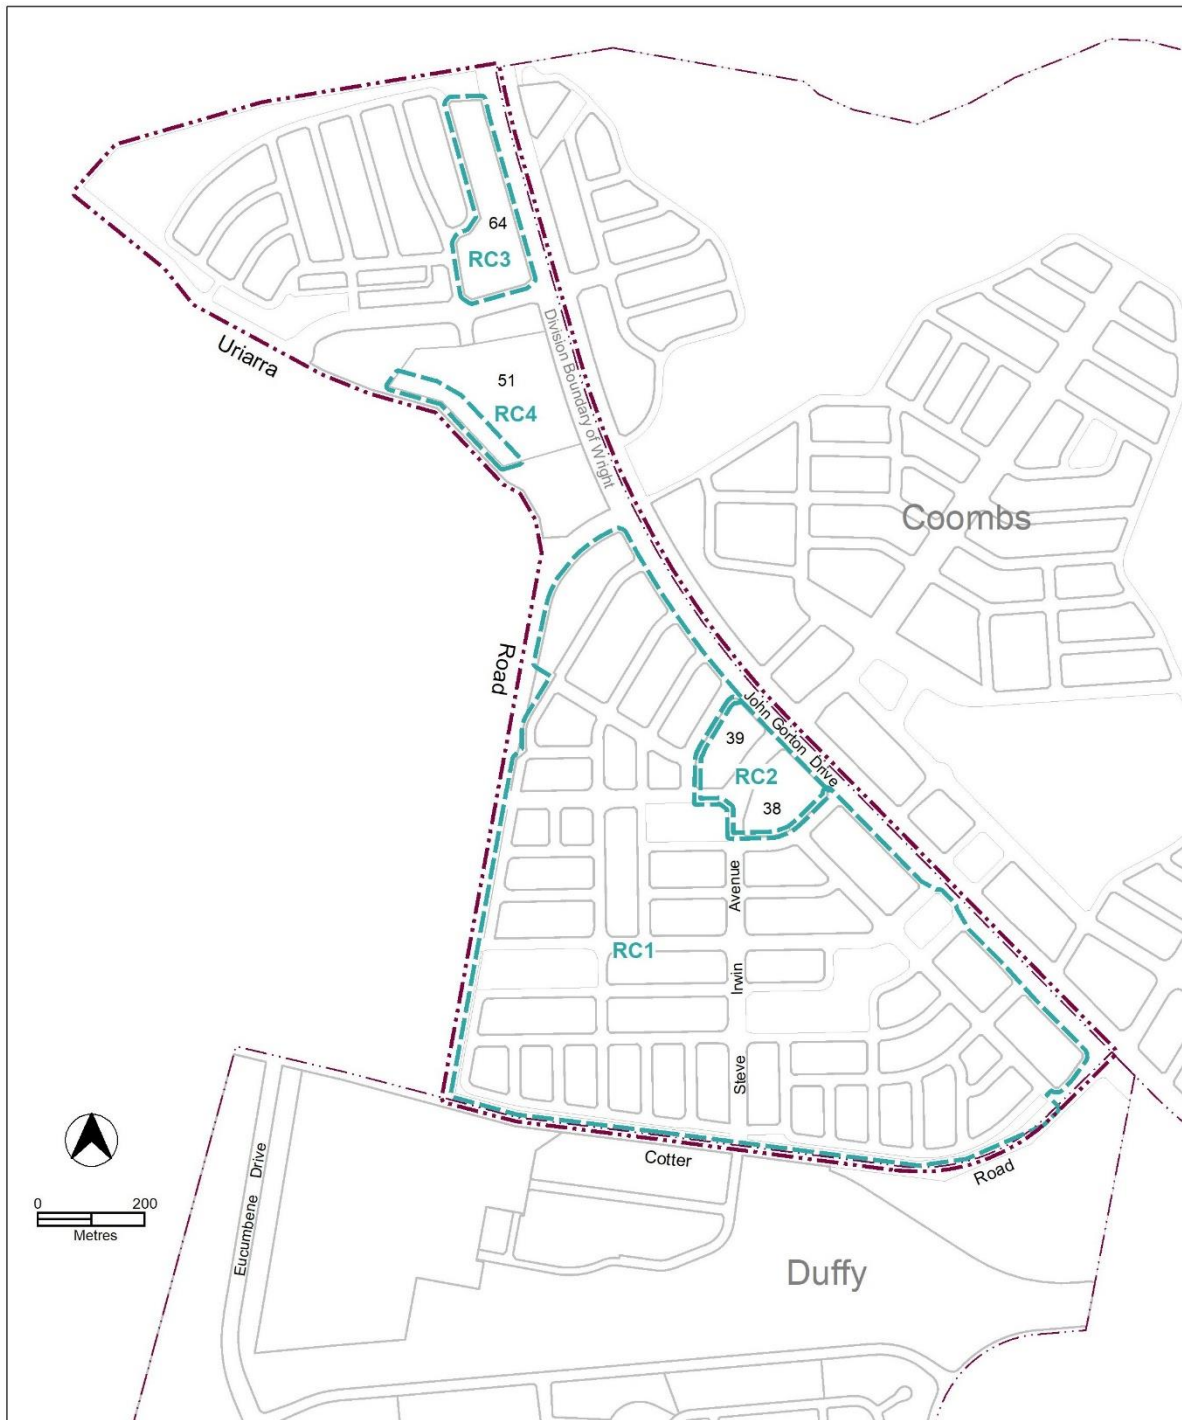 64
RC3
Uriarra
Division Boundary of Wright
51
RC4
Coombs
Road
John Gorton Drive
39
RC2
38
Avenue
RC1
Irwin
Steve
Cotter
Road
Eucumbene Drive
0 200
Metres
Duffy